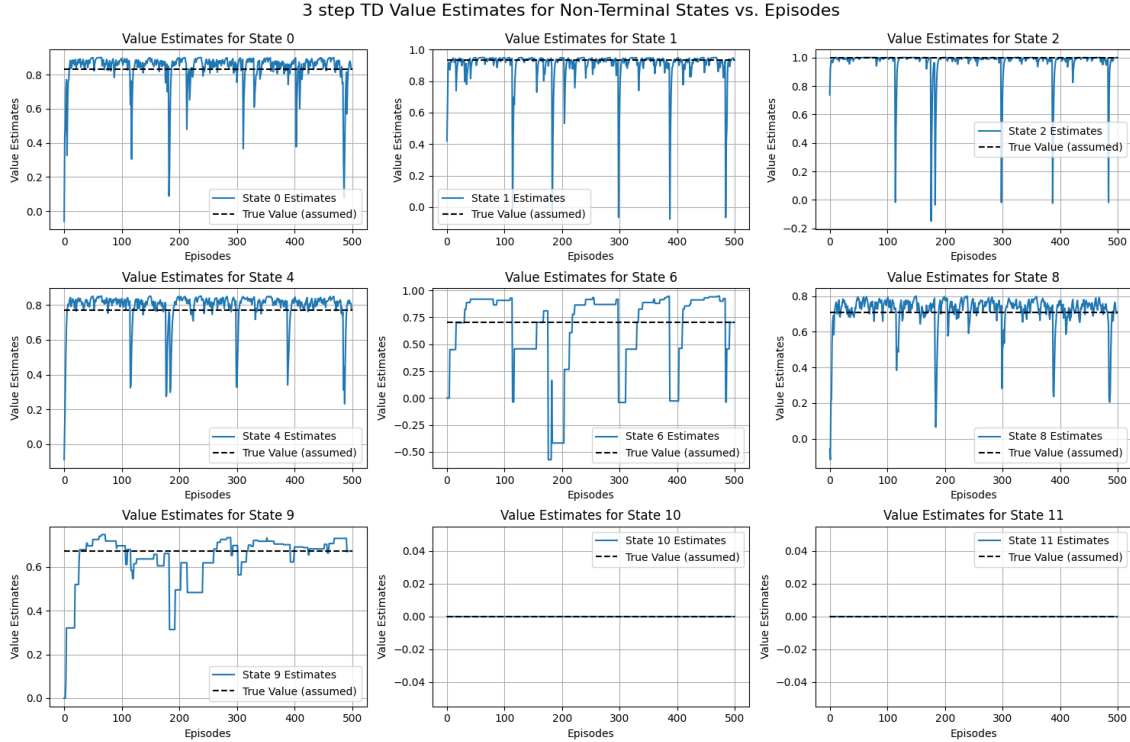 3 step TD Value Estimates for Non-Terminal States vs. Episodes
Value Estimates for State 0
Value Estimates
0.8
0.6
0.4
0.2
0.0
0
100
200
300
400
500
Episodes
State 0 Estimates
True Value (assumed)
Value Estimates for State 1
Value Estimates
1.0
0.8
0.6
0.4
0.2
0.0
0
100
200
300
400
500
Episodes
State 1 Estimates
True Value (assumed)
Value Estimates for State 2
Value Estimates
1.0
0.8
0.6
0.4
0.2
0.0
−0.2
0
100
200
300
400
500
Episodes
State 2 Estimates
True Value (assumed)
Value Estimates for State 4
Value Estimates
0.8
0.6
0.4
0.2
0.0
0
100
200
300
400
500
Episodes
State 4 Estimates
True Value (assumed)
Value Estimates for State 6
Value Estimates
1.00
0.75
0.50
0.25
0.00
−0.25
−0.50
0
100
200
300
400
500
Episodes
State 6 Estimates
True Value (assumed)
Value Estimates for State 8
Value Estimates
0.8
0.6
0.4
0.2
0.0
0
100
200
300
400
500
Episodes
State 8 Estimates
True Value (assumed)
Value Estimates for State 9
Value Estimates
0.6
0.4
0.2
0.0
0
100
200
300
400
500
Episodes
State 9 Estimates
True Value (assumed)
Value Estimates for State 10
Value Estimates
0.04
0.02
0.00
−0.02
−0.04
0
100
200
300
400
500
Episodes
State 10 Estimates
True Value (assumed)
Value Estimates for State 11
Value Estimates
0.04
0.02
0.00
−0.02
−0.04
0
100
200
300
400
500
Episodes
State 11 Estimates
True Value (assumed)